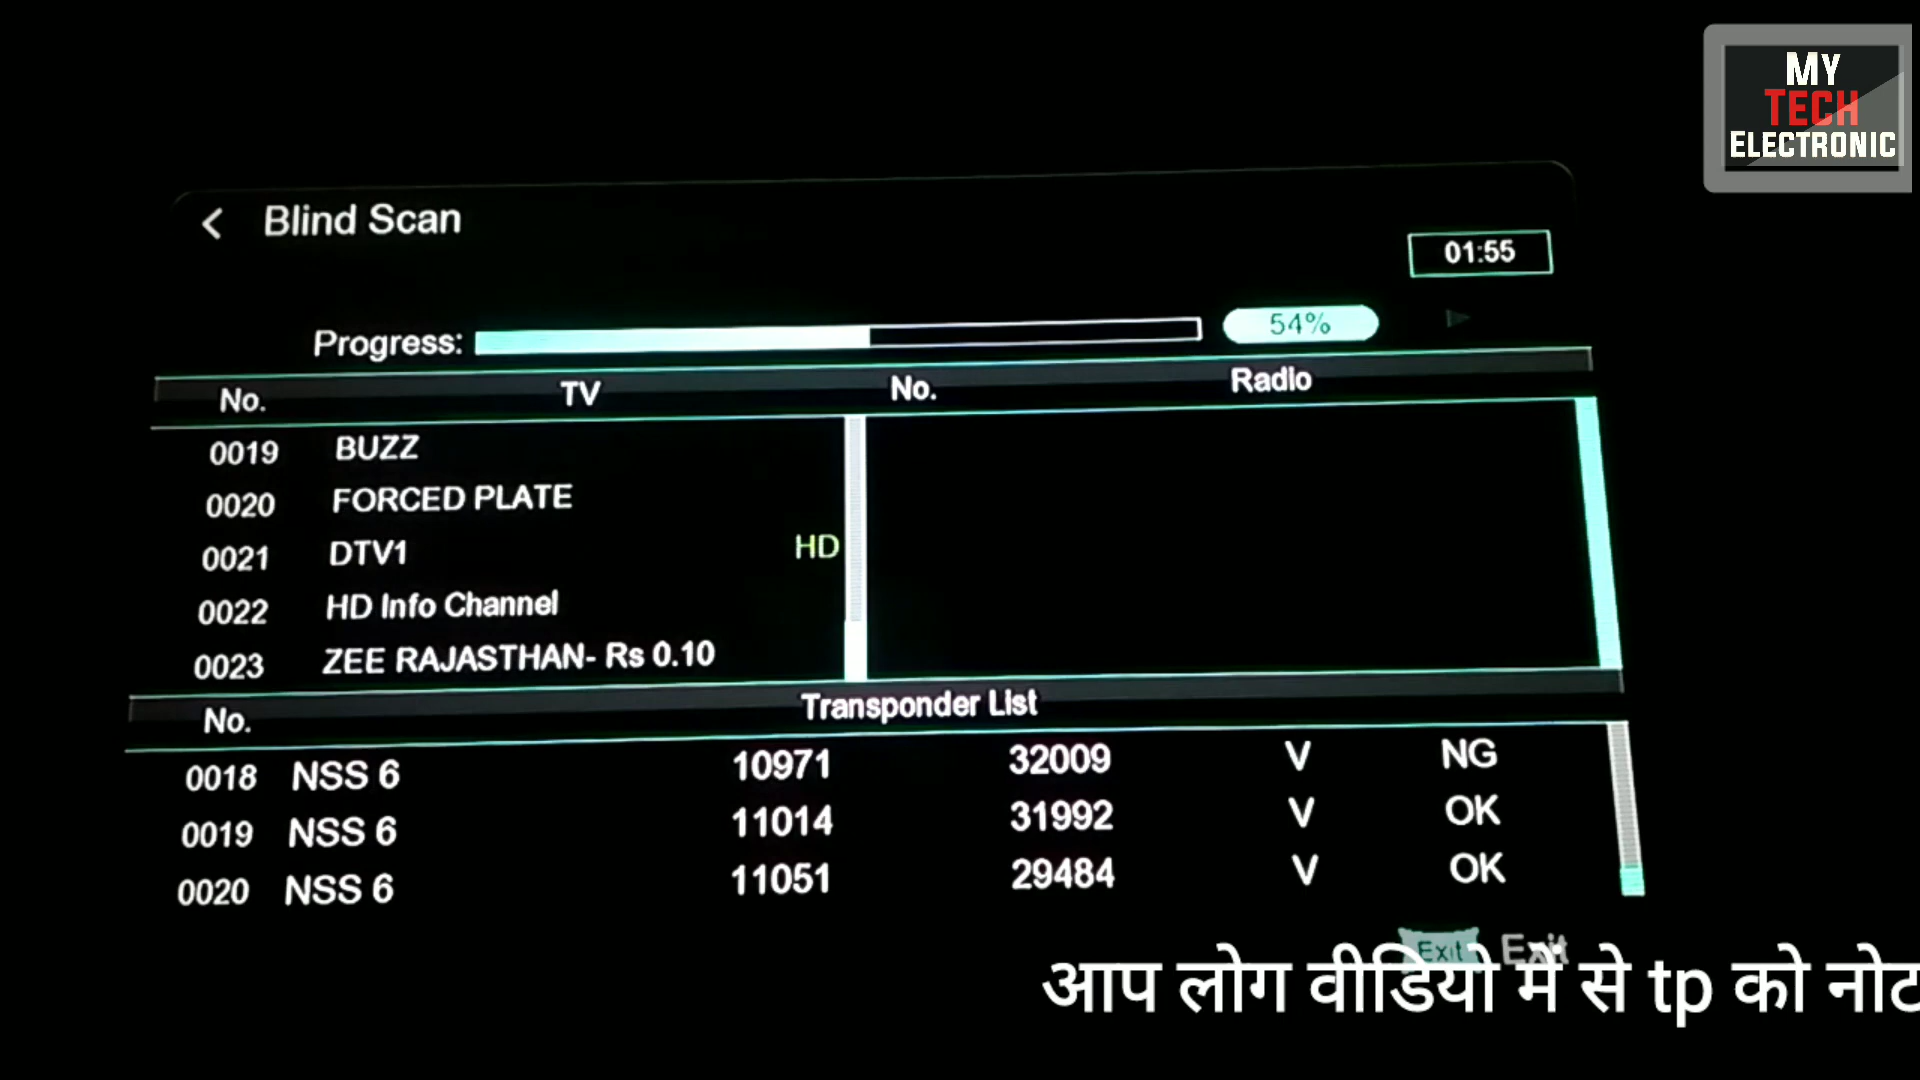 MY
TECH
ELECTRONIC
Blind Scan
01:55
Progress: 54%
No. TV No. Radio
0019 BUZZ
0020 FORCED PLATE
0021 DTV1 HD
0022 HD Info Channel
0023 ZEE RAJASTHAN- Rs 0.10
No. Transponder List
0018 NSS 6 10971 32009 V NG
0019 NSS 6 11014 31992 V OK
0020 NSS 6 11051 29484 V OK
Exit Exit
आप लोग वीडियो में से tp को नोट